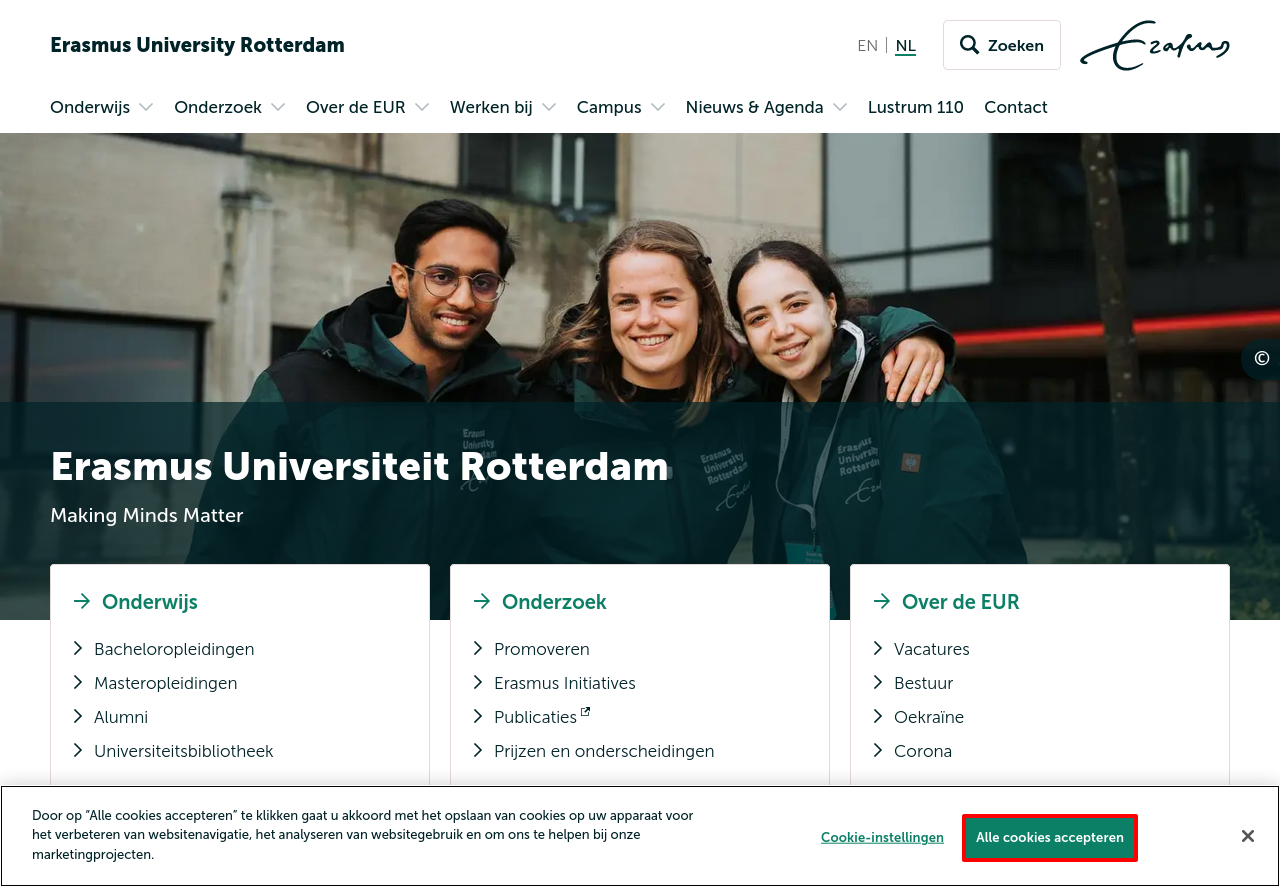 Erasmus University Rotterdam
EN
NL
Zoeken
Erasmus
Onderwijs
Onderzoek
Over de EUR
Werken bij
Campus
Nieuws & Agenda
Lustrum 110
Contact
©
Erasmus University Rotterdam
Erasmus University Rotterdam
Erasmus Universiteit Rotterdam
Making Minds Matter
Onderwijs
Bacheloropleidingen
Masteropleidingen
Alumni
Universiteitsbibliotheek
Onderzoek
Promoveren
Erasmus Initiatives
Publicaties
Prijzen en onderscheidingen
Over de EUR
Vacatures
Bestuur
Oekraïne
Corona
Door op “Alle cookies accepteren” te klikken gaat u akkoord met het opslaan van cookies op uw apparaat voor
het verbeteren van websitenavigatie, het analyseren van websitegebruik en om ons te helpen bij onze
marketingprojecten.
Cookie-instellingen
Alle cookies accepteren